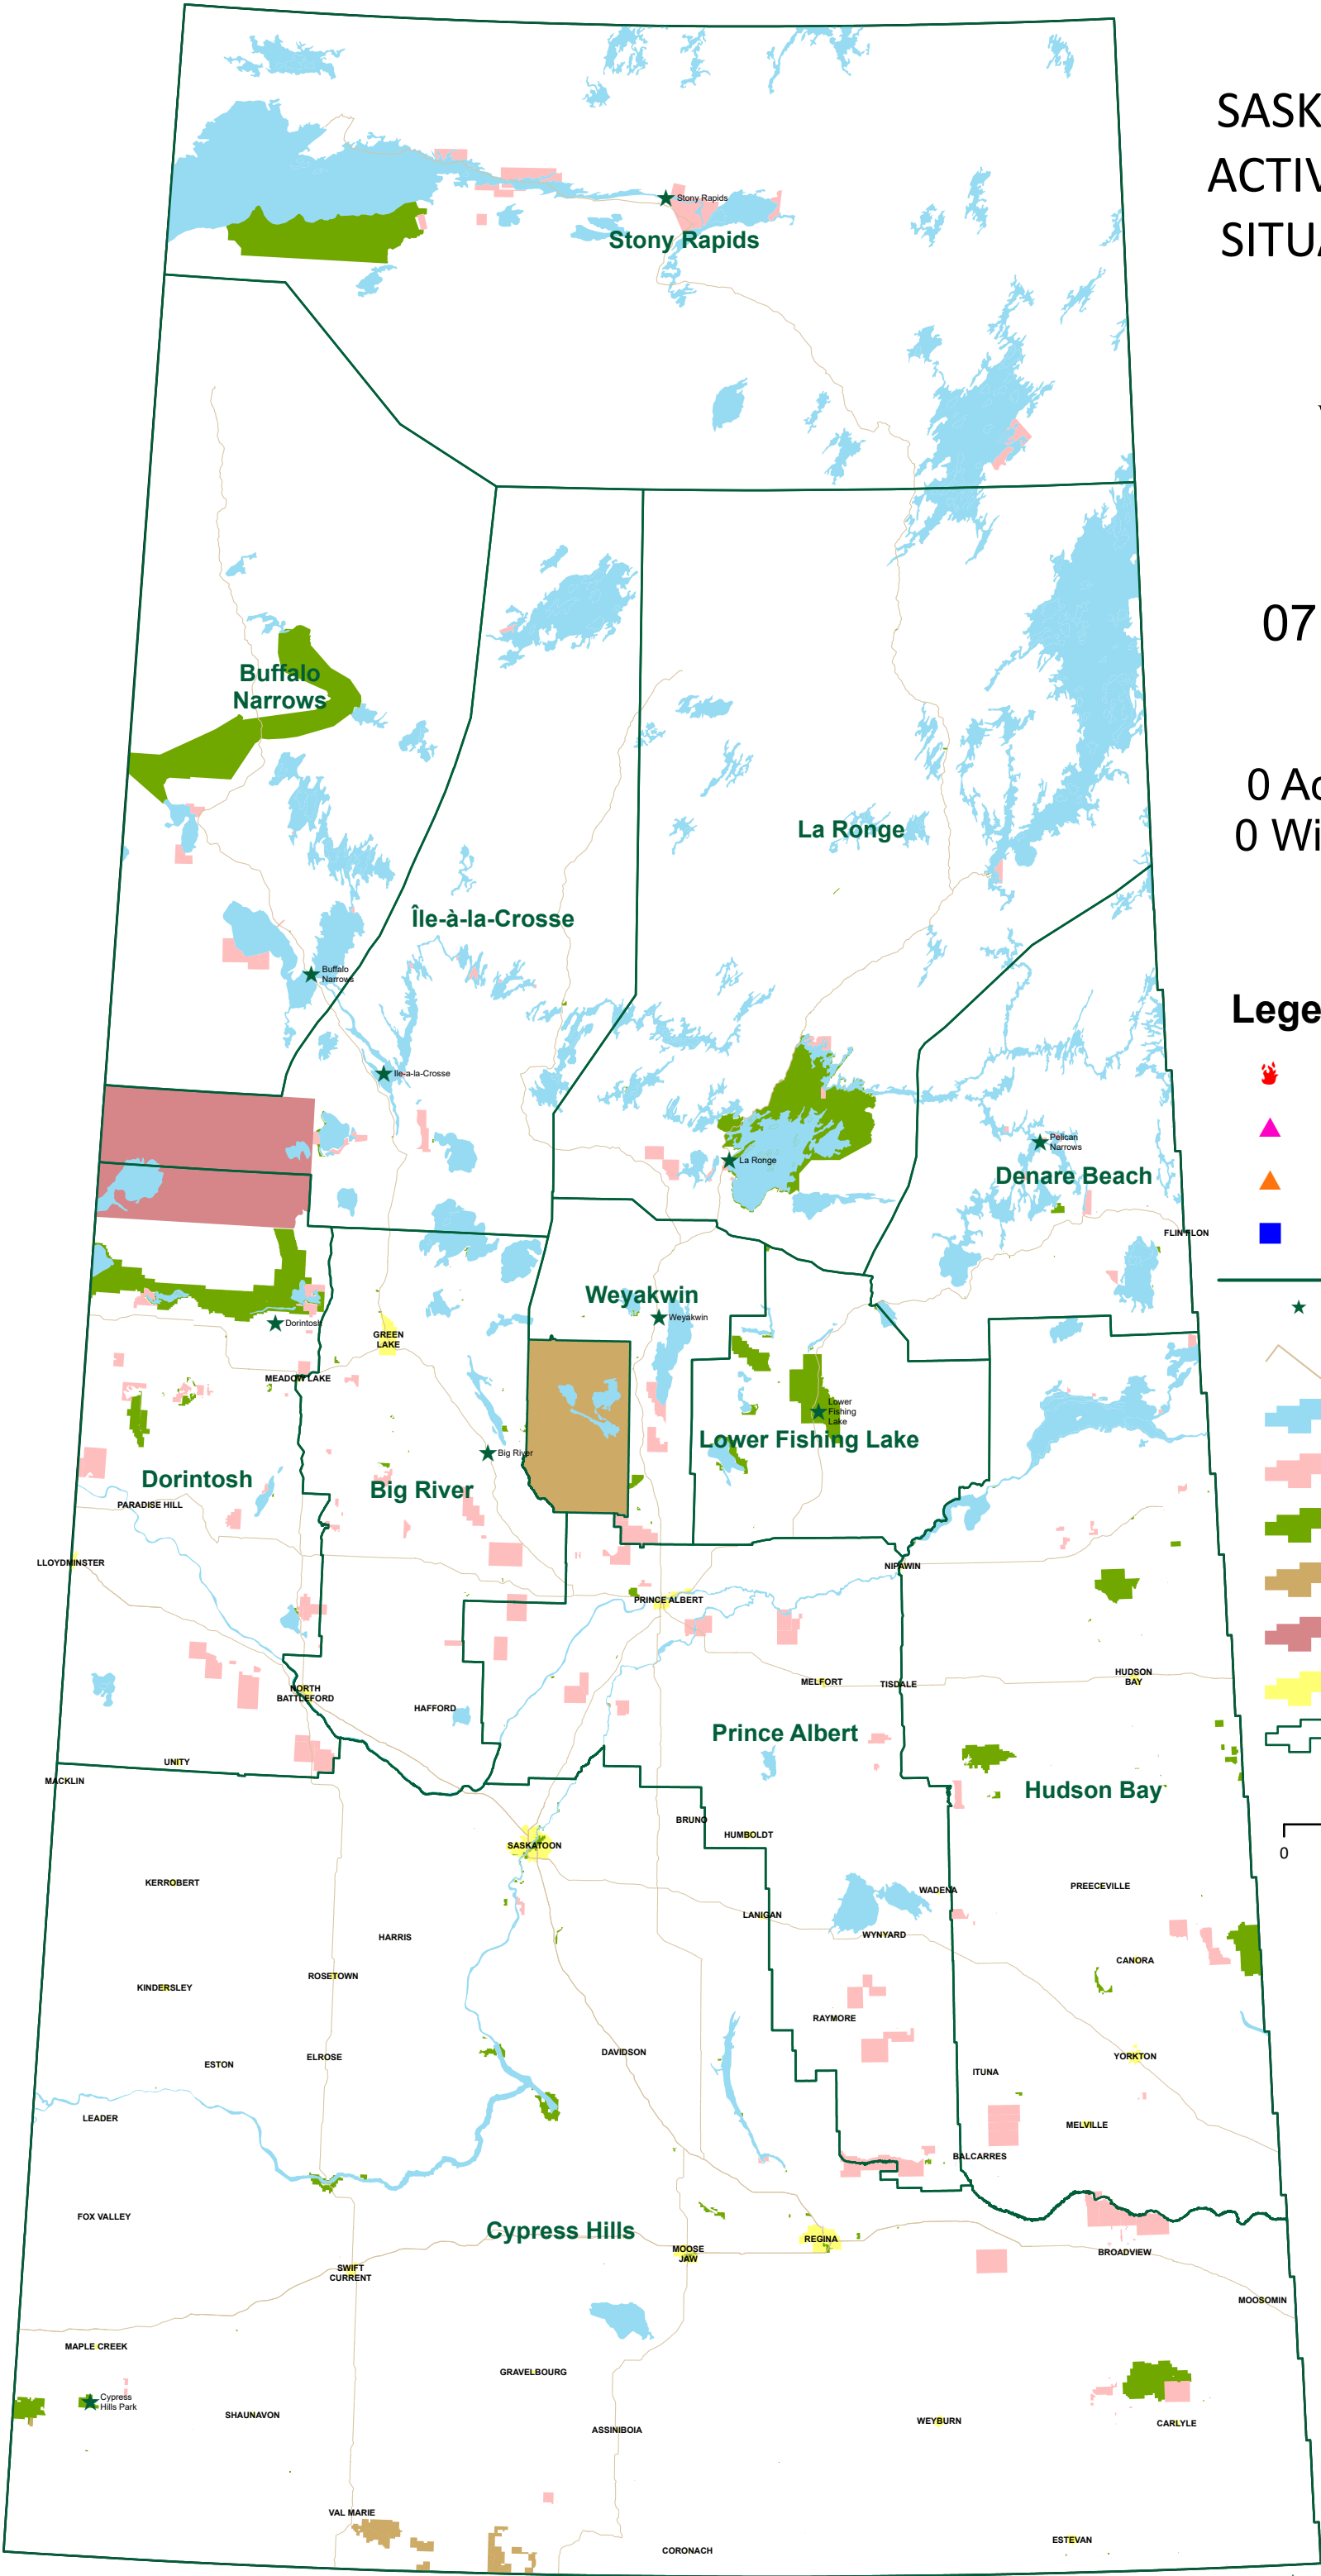 SASK
ACTIV
SITUA
07
0 Ac
0 Wi
Lege
0
Stony Rapids
Stony Rapids
Buffalo
Narrows
La Ronge
Île-à-la-Crosse
Buffalo
Narrows
Ile-a-la-Crosse
Pelican
Narrows
La Ronge
Denare Beach
FLIN FLON
Weyakwin
Weyakwin
Dorintosh
GREEN
LAKE
MEADOW LAKE
Lower
Fishing
Lake
Lower Fishing Lake
Big River
Dorintosh
Big River
PARADISE HILL
LLOYDMINSTER
NIPAWIN
PRINCE ALBERT
HUDSON
BAY
MELFORT
TISDALE
NORTH
BATTLEFORD
HAFFORD
Prince Albert
UNITY
MACKLIN
Hudson Bay
BRUNO
HUMBOLDT
SASKATOON
KERROBERT
PREECEVILLE
WADENA
LANIGAN
WYNYARD
HARRIS
CANORA
ROSETOWN
KINDERSLEY
RAYMORE
DAVIDSON
YORKTON
ELROSE
ESTON
ITUNA
LEADER
MELVILLE
BALCARRES
FOX VALLEY
Cypress Hills
REGINA
MOOSE
JAW
BROADVIEW
SWIFT
CURRENT
MOOSOMIN
MAPLE CREEK
GRAVELBOURG
Cypress
Hills Park
SHAUNAVON
WEYBURN
CARLYLE
ASSINIBOIA
VAL MARIE
ESTEVAN
CORONACH